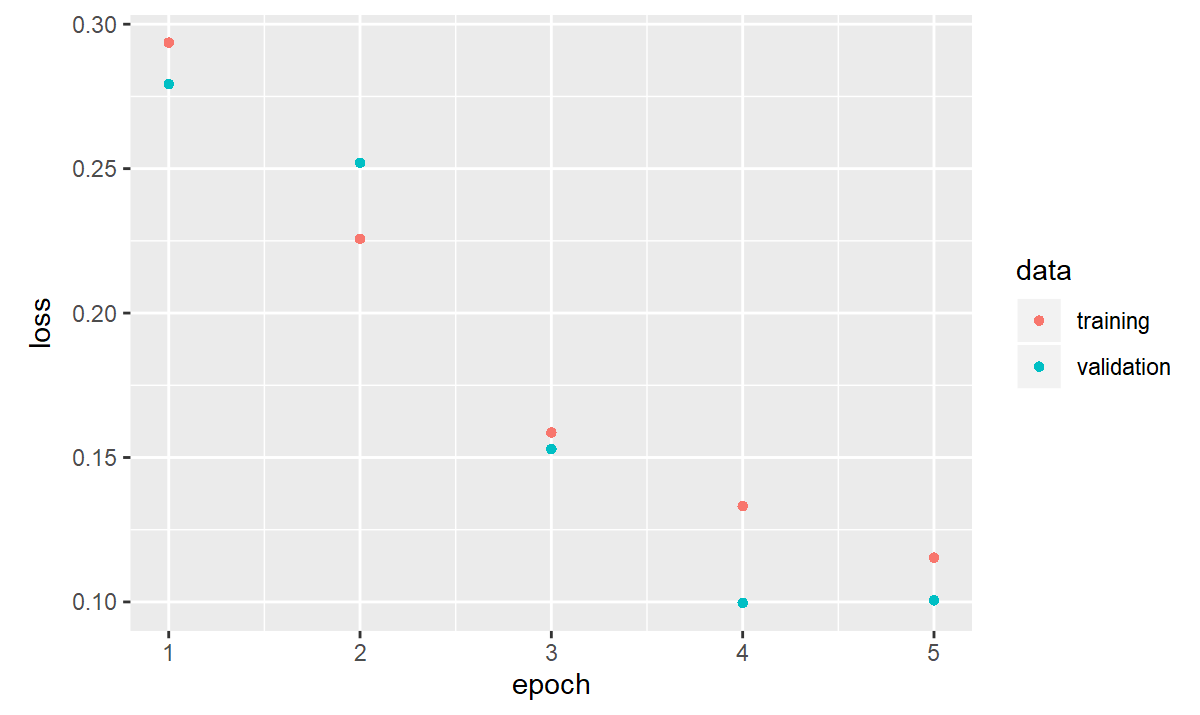 0.30
0.25
0.20
0.15
0.10
loss
1 2 3 4 5
epoch
data
training
validation